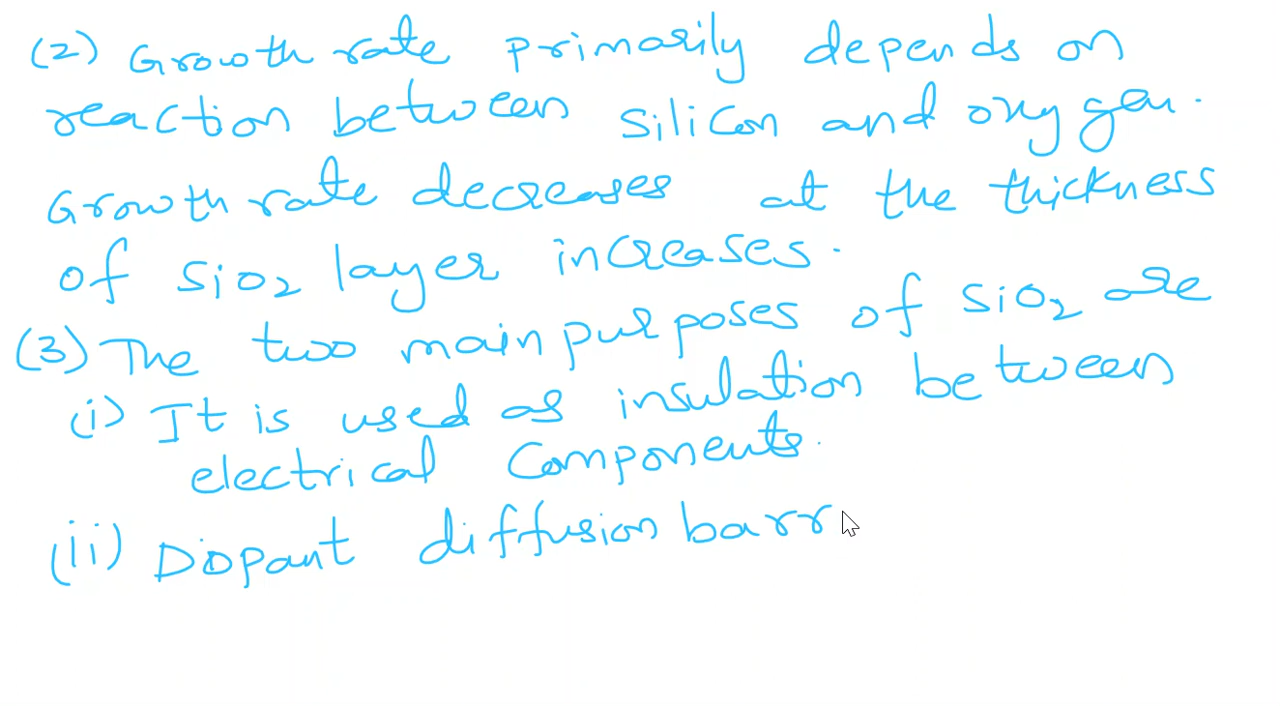 (2) Growth rate primarily depends on
reaction between silicon and oxygen.
Growth rate decreases at the thickness
of SiO2 layer increases.
(3) The two main purposes of SiO2 are
(i) It is used as insulation between
electrical components.
(ii) Dopant diffusion barr